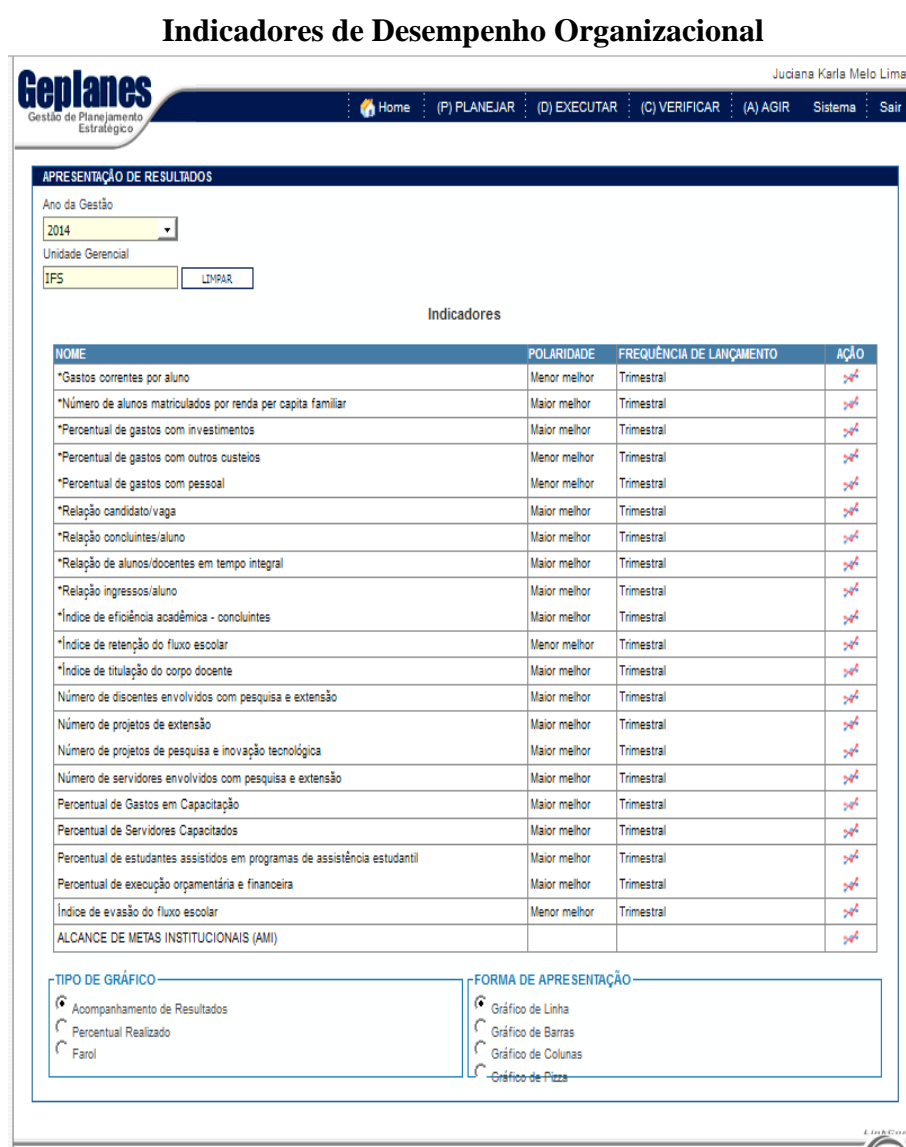 Indicadores de Desempenho Organizacional
Juciana Karla Melo Lima
Geplanes
Gestão de Planejamento
Estratégico
Home (P) PLANEJAR (D) EXECUTAR (C) VERIFICAR (A) AGIR Sistema Sair
APRESENTAÇÃO DE RESULTADOS
Ano da Gestão
2014
Unidade Gerencial
IFS LIMPAR
Indicadores
NOME POLARIDADE FREQUÊNCIA DE LANÇAMENTO AÇÃO
*Gastos correntes por aluno Menor melhor Trimestral
*Número de alunos matriculados por renda per capita familiar Maior melhor Trimestral
*Percentual de gastos com investimentos Maior melhor Trimestral
*Percentual de gastos com outros custeios Menor melhor Trimestral
*Percentual de gastos com pessoal Menor melhor Trimestral
*Relação candidato/vaga Maior melhor Trimestral
*Relação concluintes/aluno Maior melhor Trimestral
*Relação de alunos/docentes em tempo integral Maior melhor Trimestral
*Relação ingressos/aluno Maior melhor Trimestral
*Índice de eficiência acadêmica - concluintes Maior melhor Trimestral
*Índice de retenção do fluxo escolar Menor melhor Trimestral
*Índice de titulação do corpo docente Maior melhor Trimestral
Número de discentes envolvidos com pesquisa e extensão Maior melhor Trimestral
Número de projetos de extensão Maior melhor Trimestral
Número de projetos de pesquisa e inovação tecnológica Maior melhor Trimestral
Número de servidores envolvidos com pesquisa e extensão Maior melhor Trimestral
Percentual de Gastos em Capacitação Maior melhor Trimestral
Percentual de Servidores Capacitados Maior melhor Trimestral
Percentual de estudantes assistidos em programas de assistência estudantil Maior melhor Trimestral
Percentual de execução orçamentária e financeira Maior melhor Trimestral
Índice de evasão do fluxo escolar Menor melhor Trimestral
ALCANCE DE METAS INSTITUCIONAIS (AMI)
TIPO DE GRÁFICO
Acompanhamento de Resultados
Percentual Realizado
Farol
FORMA DE APRESENTAÇÃO
Gráfico de Linha
Gráfico de Barras
Gráfico de Colunas
Gráfico de Pizza